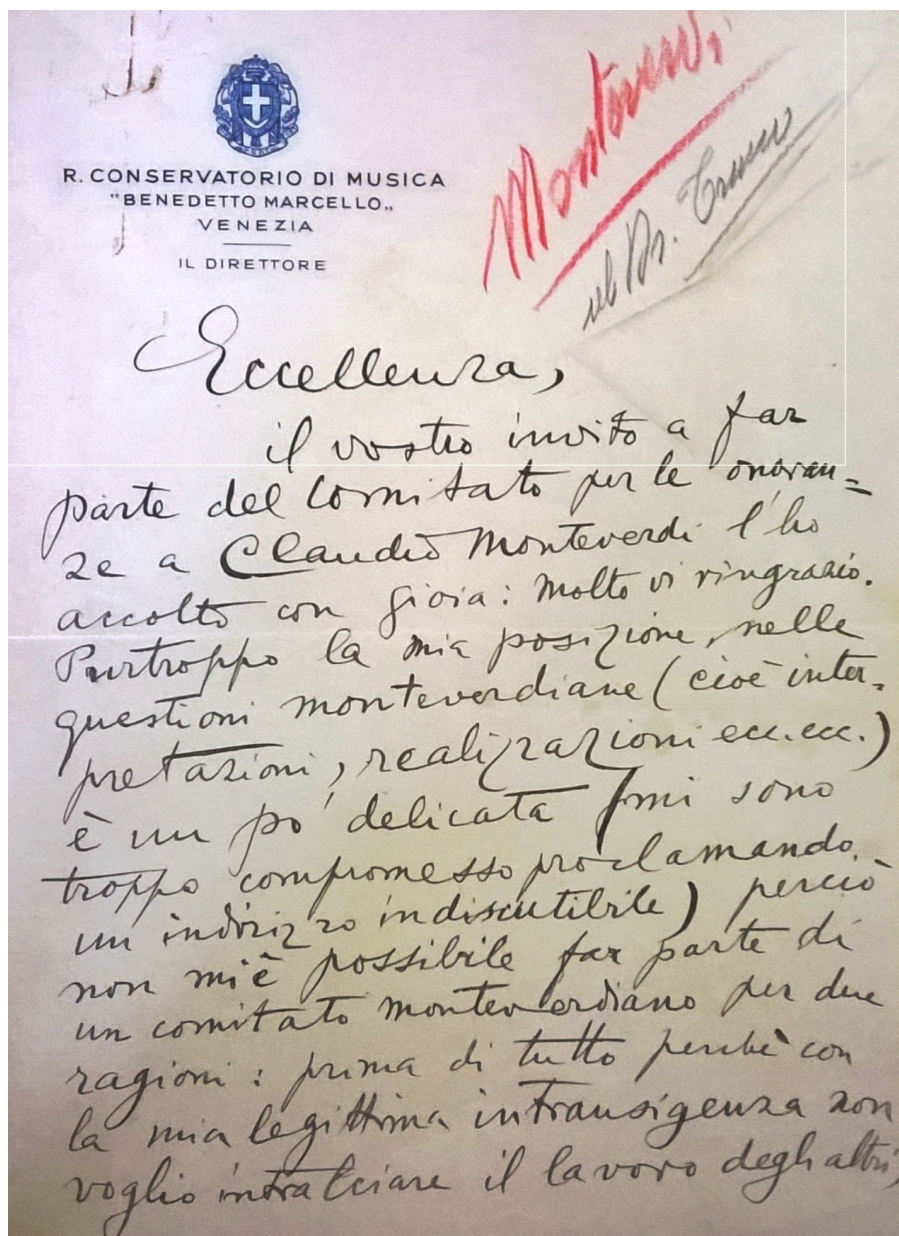 Monteverdi
R. CONSERVATORIO DI MUSICA
"BENEDETTO MARCELLO„
VENEZIA
IL DIRETTORE
Eccellenza,
il vostro invito a far
parte del Comitato per le onoran=
ze a Claudio Monteverdi l'ho
accolto con gioia: molto vi ringrazio.
Purtroppo la mia posizione, nelle
questioni monteverdiane (cioè inter=
pretazioni, realizzazioni ecc. ecc.)
è un po' delicata (mi sono
troppo compromesso proclamando
un indirizzo indiscutibile) perciò
non mi è possibile far parte di
un comitato monteverdiano per due
ragioni: prima di tutto perchè con
la mia legittima intransigenza non
voglio intralciare il lavoro degli altri,